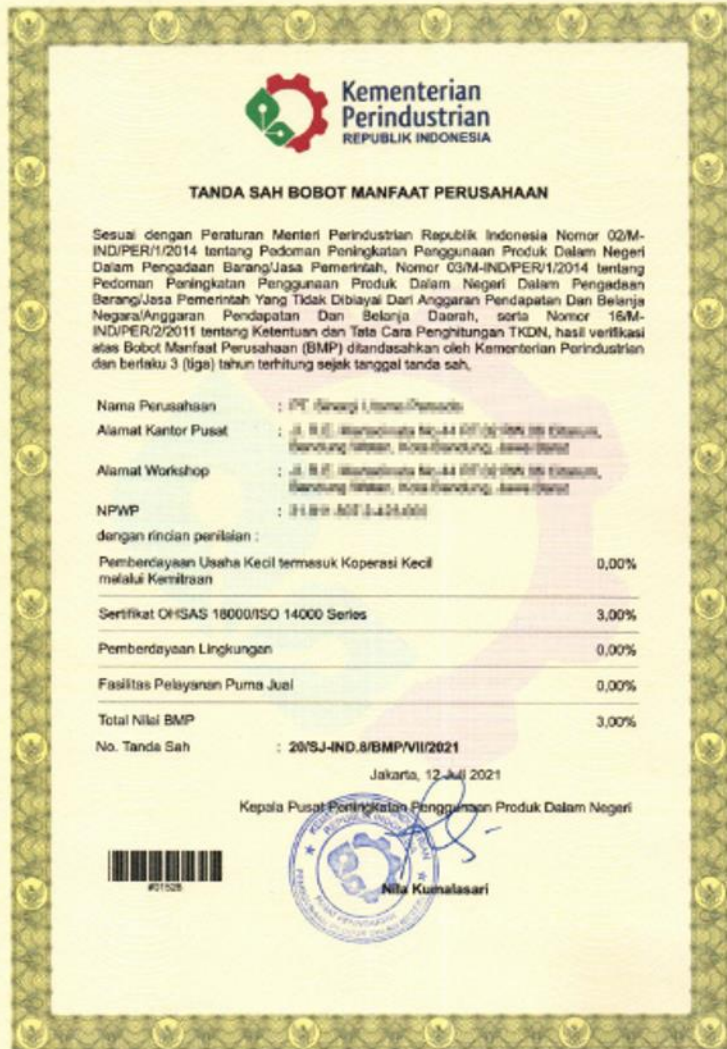 Kementerian
Perindustrian
REPUBLIK INDONESIA
TANDA SAH BOBOT MANFAAT PERUSAHAAN
Sesuai dengan Peraturan Menteri Perindustrian Republik Indonesia Nomor 02/M-
IND/PER/1/2014 tentang Pedoman Peningkatan Penggunaan Produk Dalam Negeri
Dalam Pengadaan Barang/Jasa Pemerintah, Nomor 03/M-IND/PER/1/2014 tentang
Pedoman Peningkatan Penggunaan Produk Dalam Negeri Dalam Pengadaan
Barang/Jasa Pemerintah Yang Tidak Dibiayai Dari Anggaran Pendapatan Dan Belanja
Negara/Anggaran Pendapatan Dan Belanja Daerah, serta Nomor 16/M-
IND/PER/2/2011 tentang Ketentuan dan Tata Cara Penghitungan TKDN, hasil verifikasi
atas Bobot Manfaat Perusahaan (BMP) ditandasahkan oleh Kementerian Perindustrian
dan berlaku 3 (tiga) tahun terhitung sejak tanggal tanda sah,
Nama Perusahaan :
Alamat Kantor Pusat :
Alamat Workshop :
NPWP :
dengan rincian penilaian :
Pemberdayaan Usaha Kecil termasuk Koperasi Kecil 0,00%
melalui Kemitraan
Sertifikat OHSAS 18000/ISO 14000 Series 3,00%
Pemberdayaan Lingkungan 0,00%
Fasilitas Pelayanan Purna Jual 0,00%
Total Nilai BMP 3,00%
No. Tanda Sah : 20/SJ-IND.8/BMP/VII/2021
Jakarta, 12 Juli 2021
Kepala Pusat Peningkatan Penggunaan Produk Dalam Negeri
REPUBLIK INDONESIA
#01528
Nila Kumalasari